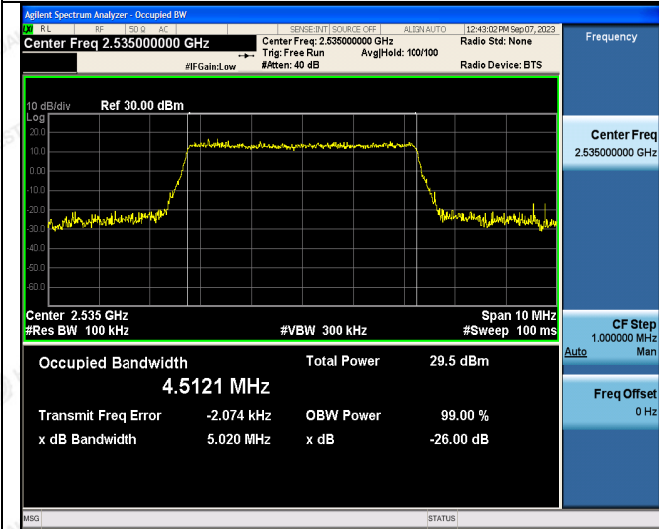 Agilent Spectrum Analyzer - Occupied BW
RL RF 50 Ω AC SENSE:INT SOURCE OFF ALIGN AUTO 12:43:02 PM Sep 07, 2023
Center Freq 2.535000000 GHz
Center Freq: 2.535000000 GHz
Radio Std: None
Trig: Free Run Avg|Hold: 100/100
#IFGain:Low
#Atten: 40 dB
Radio Device: BTS
Frequency
10 dB/div Ref 30.00 dBm
Log
20.0
10.0
0.00
-10.0
-20.0
-30.0
-40.0
-50.0
-60.0
Center 2.535 GHz Span 10 MHz
#Res BW 100 kHz #VBW 300 kHz #Sweep 100 ms
Occupied Bandwidth Total Power 29.5 dBm
4.5121 MHz
Transmit Freq Error -2.074 kHz OBW Power 99.00 %
x dB Bandwidth 5.020 MHz x dB -26.00 dB
Center Freq
2.535000000 GHz
CF Step
1.000000 MHz
Auto Man
Freq Offset
0 Hz
MSG STATUS